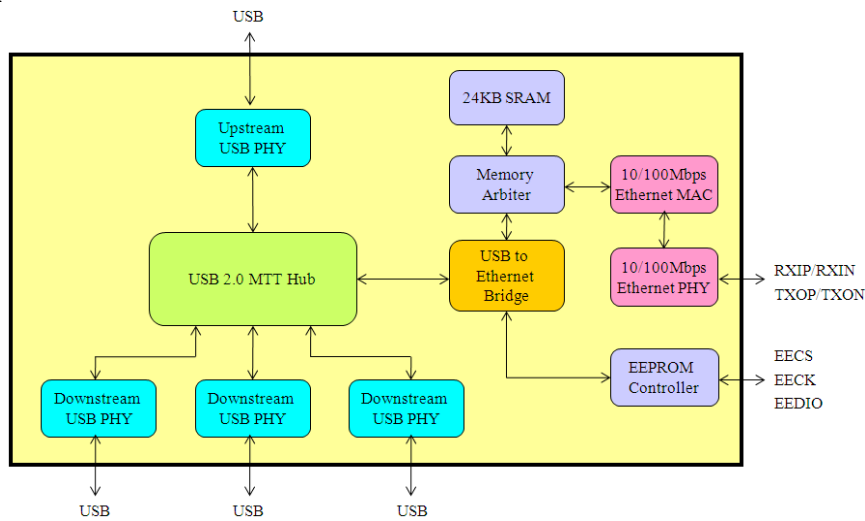 USB
24KB SRAM
Upstream
USB PHY
Memory
Arbiter
10/100Mbps
Ethernet MAC
USB 2.0 MTT Hub
USB to
Ethernet
Bridge
10/100Mbps
Ethernet PHY
RXIP/RXIN
TXOP/TXON
EEPROM
Controller
EECS
EECK
EEDIO
Downstream
USB PHY
Downstream
USB PHY
Downstream
USB PHY
USB
USB
USB